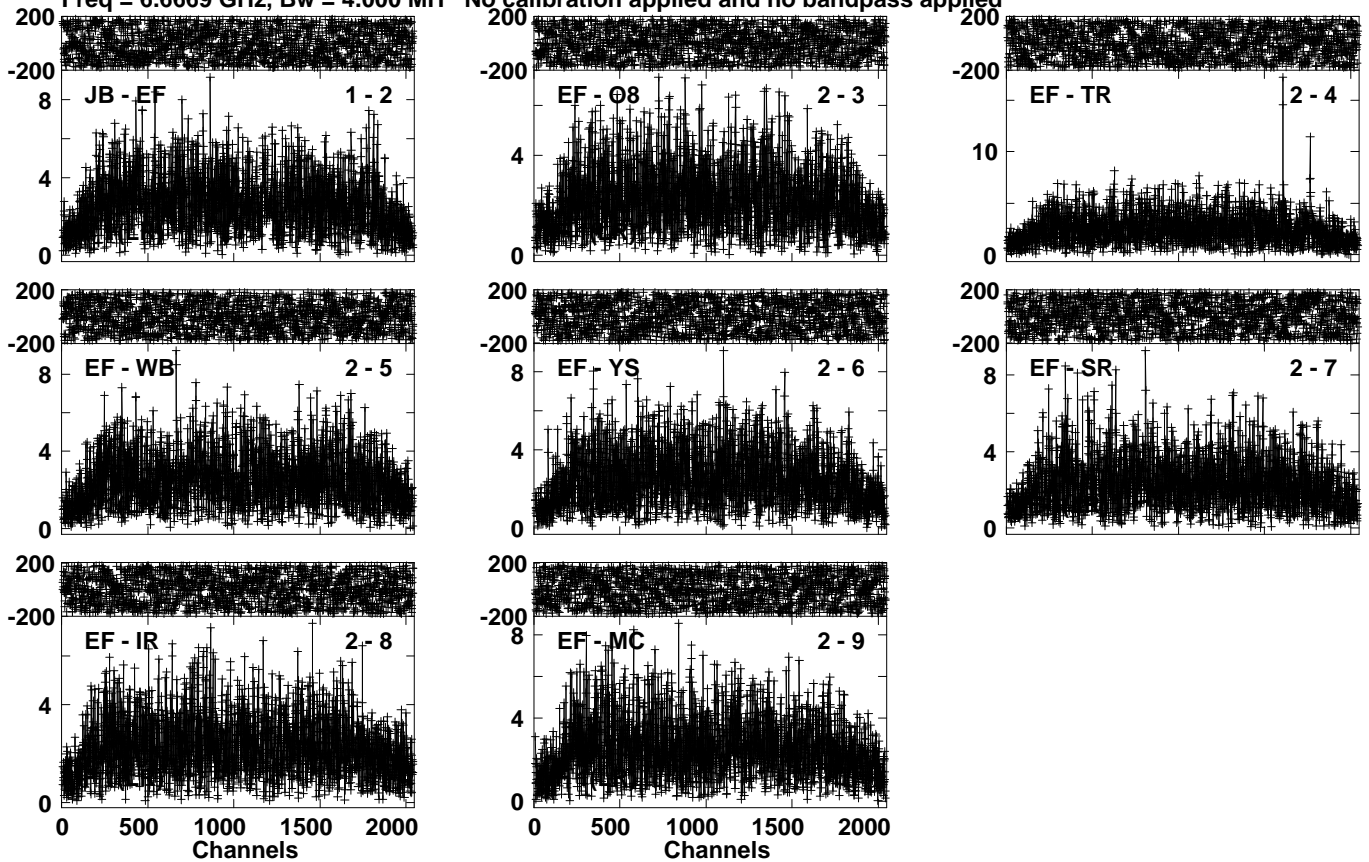 Freq = 6.6669 GHz, Bw = 4.000 MH No calibration applied and no bandpass applied
200 200 200
-200 -200 -200
JB - EF 1 - 2 EF - O8 2 - 3 EF - TR 2 - 4
8
4 4 10
0 0 0
200 200 200
-200 -200 -200
EF - WB 2 - 5 EF - YS 2 - 6 EF - SR 2 - 7
8 8 8
4 4 4
0 0 0
200 200
-200 -200
EF - IR 2 - 8 EF - MC 2 - 9
8
4 4
0 0
0 500 1000 1500 2000 0 500 1000 1500 2000
Channels Channels